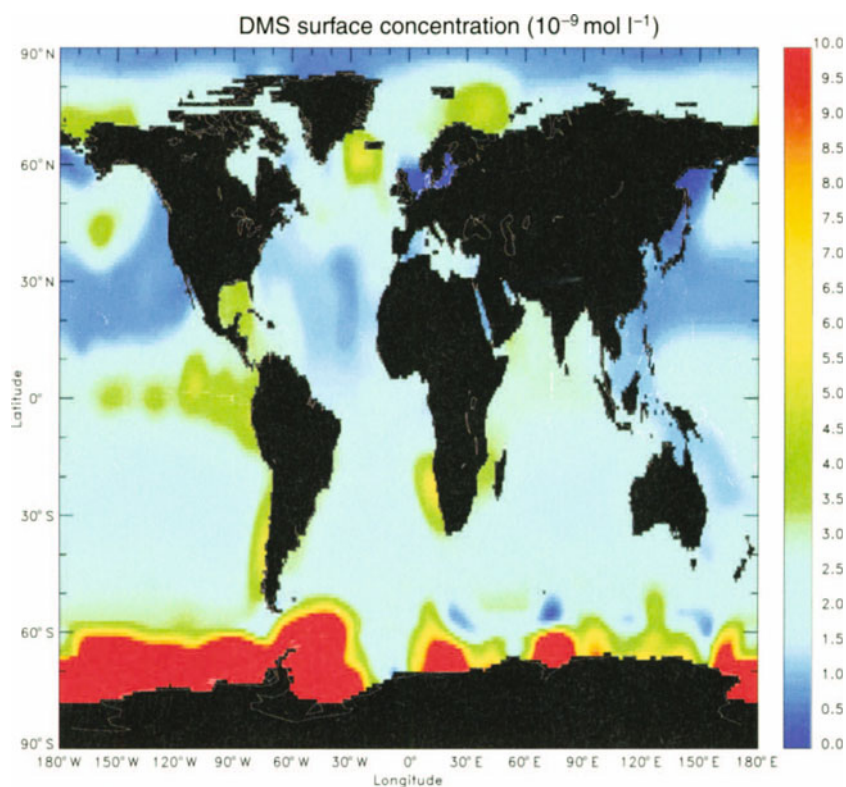 DMS surface concentration (10⁻⁹ mol l⁻¹)
90°N
60°N
30°N
0°
30°S
60°S
90°S
Latitude
180°W 150°W 120°W 90°W 60°W 30°W 0° 30°E 60°E 90°E 120°E 150°E 180°E
Longitude
10.0
9.5
9.0
8.5
8.0
7.5
7.0
6.5
6.0
5.5
5.0
4.5
4.0
3.5
3.0
2.5
2.0
1.5
1.0
0.5
0.0